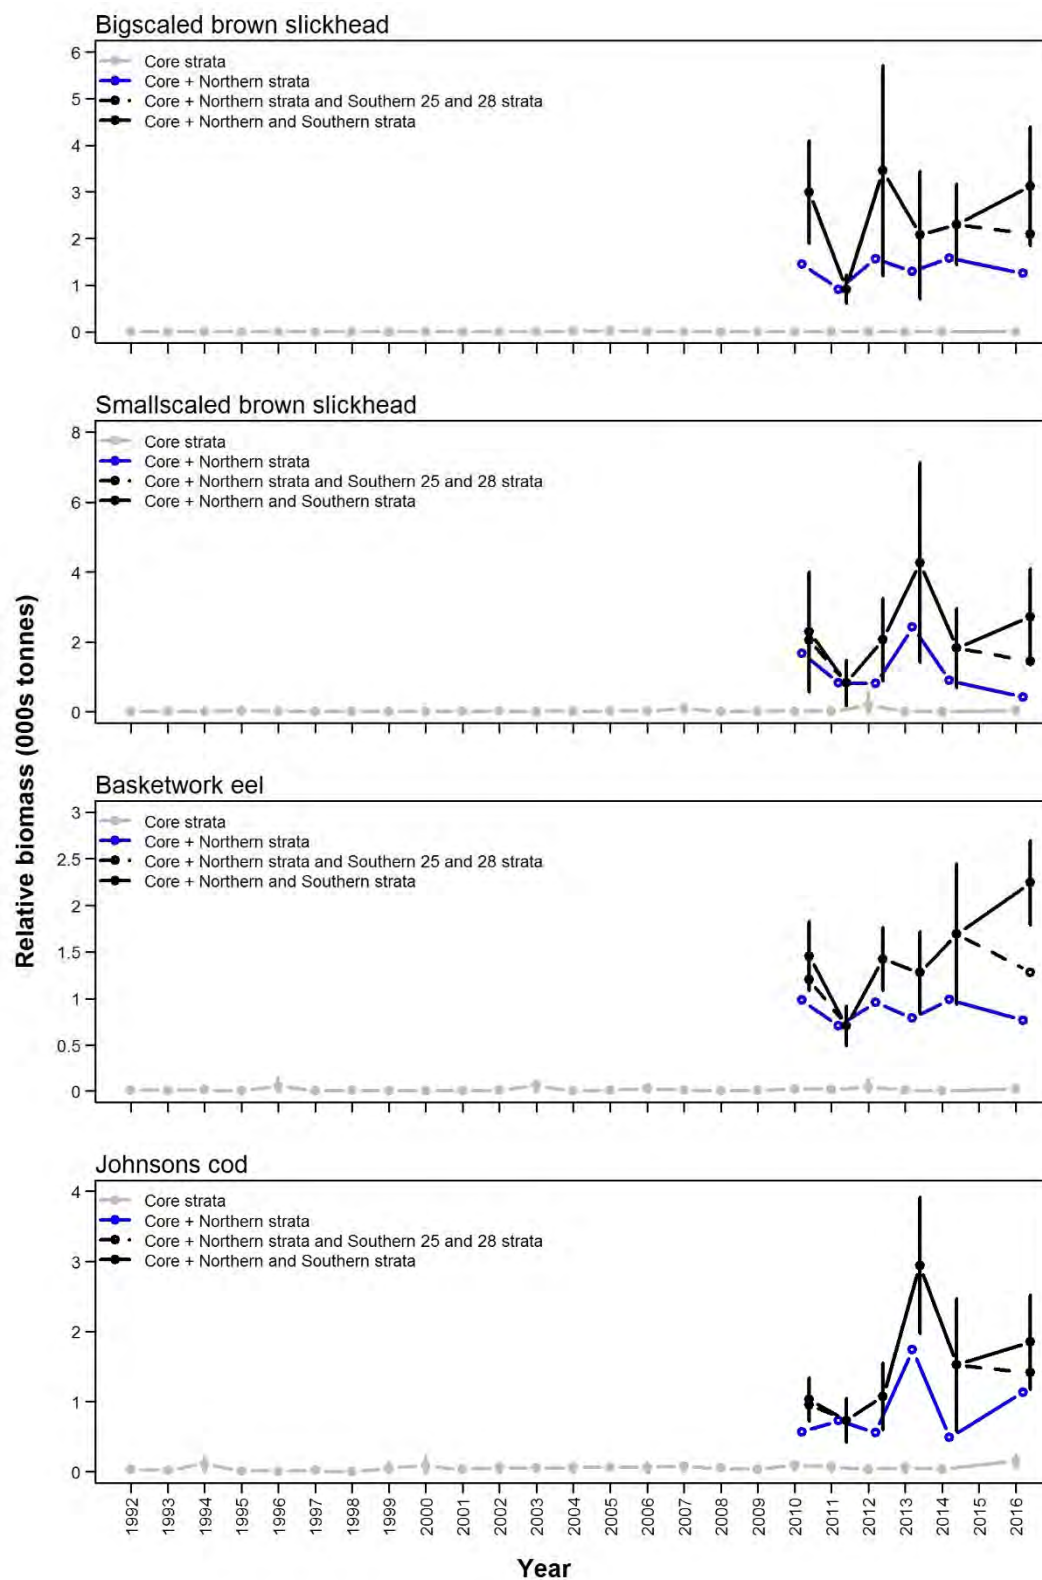 Bigscaled brown slickhead
6
5
4
3
2
1
0
Core strata
Core + Northern strata
Core + Northern strata and Southern 25 and 28 strata
Core + Northern and Southern strata
Smallscaled brown slickhead
8
6
4
2
0
Core strata
Core + Northern strata
Core + Northern strata and Southern 25 and 28 strata
Core + Northern and Southern strata
Relative biomass (000s tonnes)
Basketwork eel
3
2.5
2
1.5
1
0.5
0
Core strata
Core + Northern strata
Core + Northern strata and Southern 25 and 28 strata
Core + Northern and Southern strata
Johnsons cod
4
3
2
1
0
Core strata
Core + Northern strata
Core + Northern strata and Southern 25 and 28 strata
Core + Northern and Southern strata
1992 1993 1994 1995 1996 1997 1998 1999 2000 2001 2002 2003 2004 2005 2006 2007 2008 2009 2010 2011 2012 2013 2014 2015 2016
Year